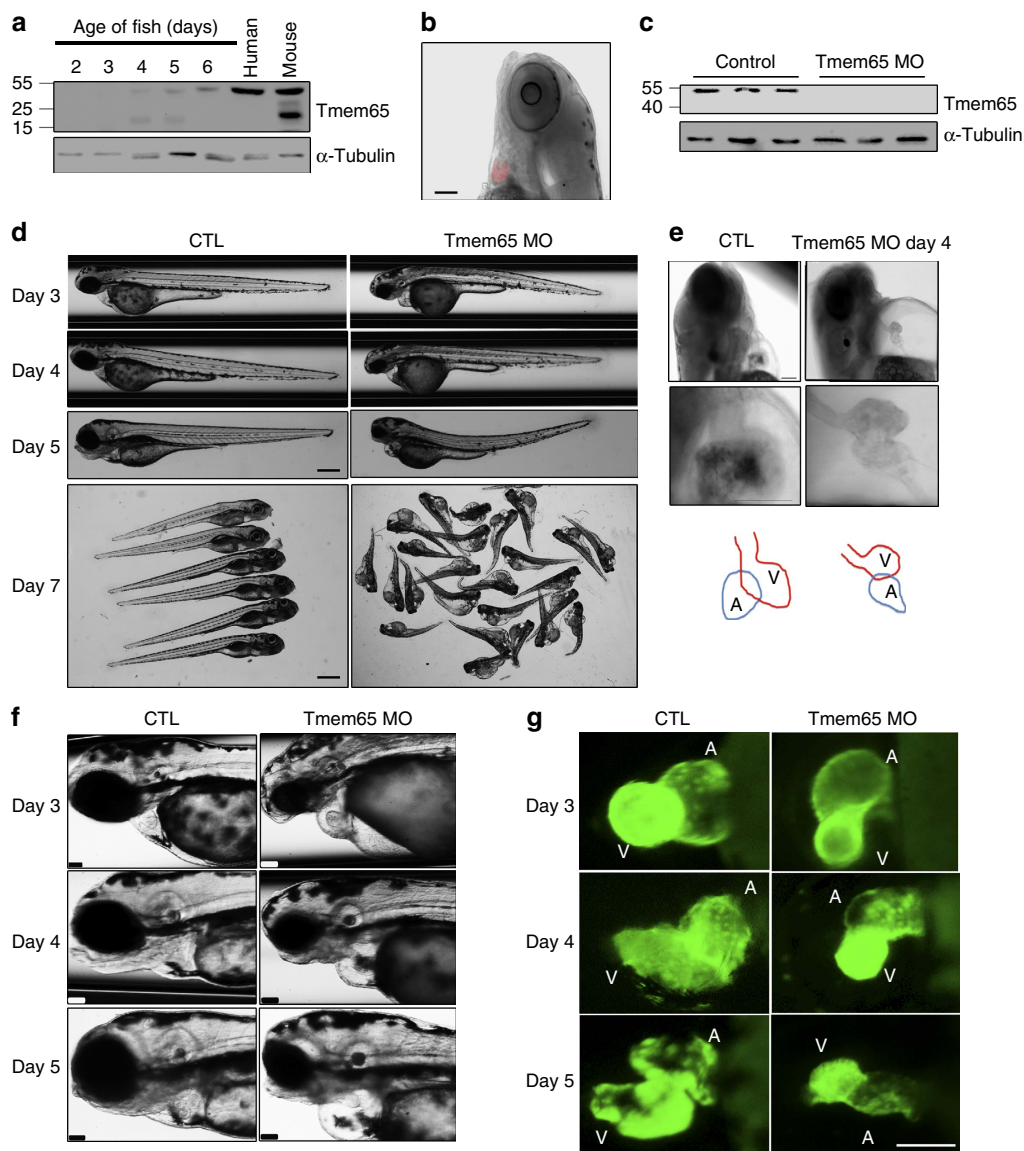 a
Age of fish (days)
2 3 4 5 6 Human Mouse
55
25
15
Tmem65
α-Tubulin
b
c
Control Tmem65 MO
55
40
Tmem65
α-Tubulin
d
CTL Tmem65 MO
Day 3
Day 4
Day 5
Day 7
e
CTL Tmem65 MO day 4
A V
V
A
f
CTL Tmem65 MO
Day 3
Day 4
Day 5
g
CTL Tmem65 MO
Day 3
A
V
A
V
Day 4
A
V
A
V
Day 5
A
V
V
A